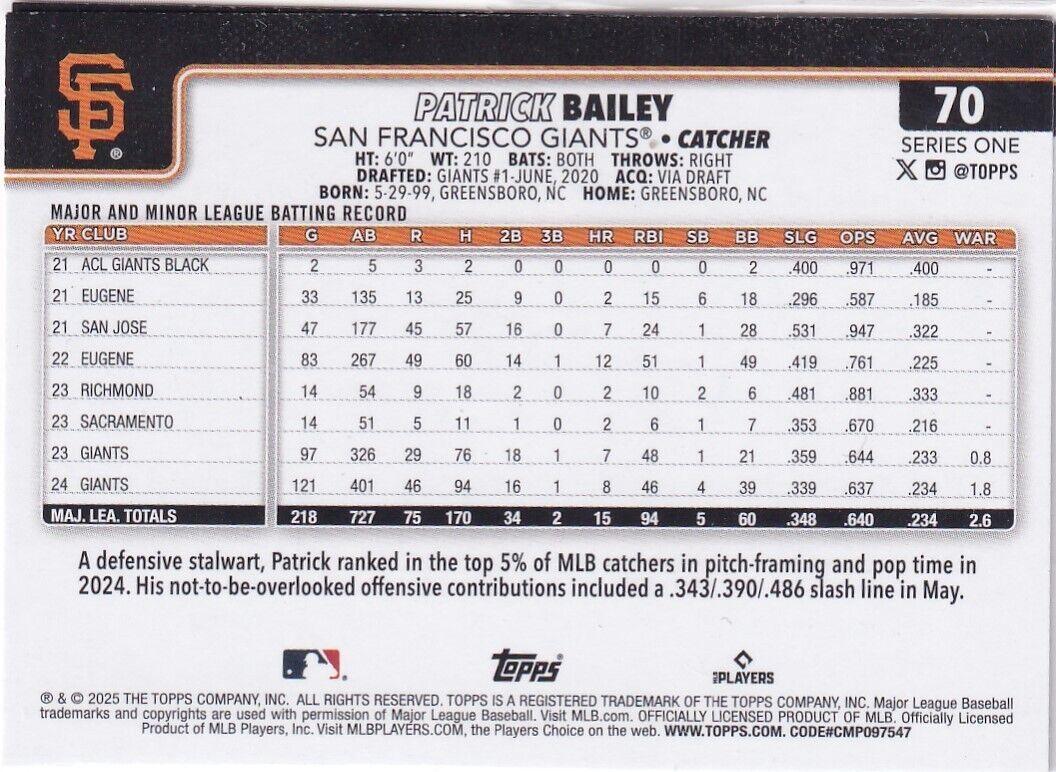 SF®
PATRICK BAILEY
70
SAN FRANCISCO GIANTS® • CATCHER
SERIES ONE
HT: 6'0" WT: 210 BATS: BOTH THROWS: RIGHT
@TOPPS
DRAFTED: GIANTS #1-JUNE, 2020 ACQ: VIA DRAFT
BORN: 5-29-99, GREENSBORO, NC HOME: GREENSBORO, NC
MAJOR AND MINOR LEAGUE BATTING RECORD
YR CLUB G AB R H 2B 3B HR RBI SB BB SLG OPS AVG WAR
21 ACL GIANTS BLACK 2 5 3 2 0 0 0 0 0 2 .400 .971 .400 -
21 EUGENE 33 135 13 25 9 0 2 15 6 18 .296 .587 .185 -
21 SAN JOSE 47 177 45 57 16 0 7 24 1 28 .531 .947 .322 -
22 EUGENE 83 267 49 60 14 1 12 51 1 49 .419 .761 .225 -
23 RICHMOND 14 54 9 18 2 0 2 10 2 6 .481 .881 .333 -
23 SACRAMENTO 14 51 5 11 1 0 2 6 1 7 .353 .670 .216 -
23 GIANTS 97 326 29 76 18 1 7 48 1 21 .359 .644 .233 0.8
24 GIANTS 121 401 46 94 16 1 8 46 4 39 .339 .637 .234 1.8
MAJ. LEA. TOTALS 218 727 75 170 34 2 15 94 5 60 .348 .640 .234 2.6
A defensive stalwart, Patrick ranked in the top 5% of MLB catchers in pitch-framing and pop time in
2024. His not-to-be-overlooked offensive contributions included a .343/.390/.486 slash line in May.
topps®
MLB PLAYERS
® & © 2025 THE TOPPS COMPANY, INC. ALL RIGHTS RESERVED. TOPPS IS A REGISTERED TRADEMARK OF THE TOPPS COMPANY, INC. Major League Baseball
trademarks and copyrights are used with permission of Major League Baseball. Visit MLB.com. OFFICIALLY LICENSED PRODUCT OF MLB. Officially Licensed
Product of MLB Players, Inc. Visit MLBPLAYERS.COM, the Players Choice on the web. WWW.TOPPS.COM. CODE#CMP097547